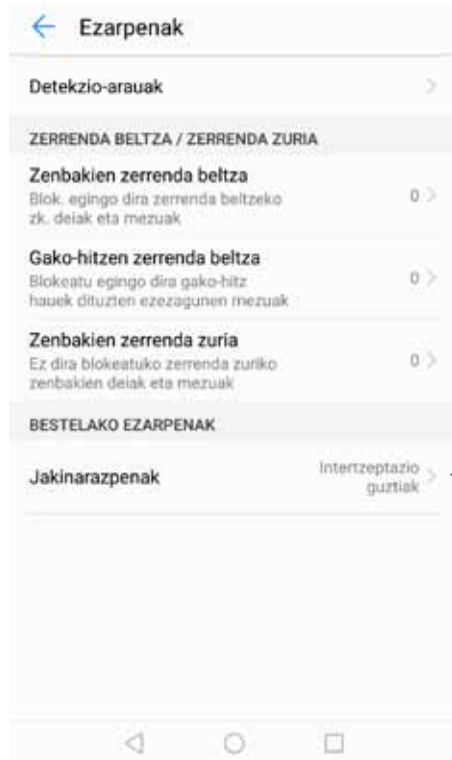 Ezarpenak
Detekzio-arauak
ZERRENDA BELTZA / ZERRENDA ZURIA
Zenbakien zerrenda beltza
Blok. egingo dira zerrenda beltzeko
zk. deiak eta mezuak
0
Gako-hitzen zerrenda beltza
Blokeatu egingo dira gako-hitz
hauek dituzten ezezagunen mezuak
0
Zenbakien zerrenda zuria
Ez dira blokeatuko zerrenda zuriko
zenbakien deiak eta mezuak
0
BESTELAKO EZARPENAK
Jakinarazpenak
Intertzeptazio
guztiak